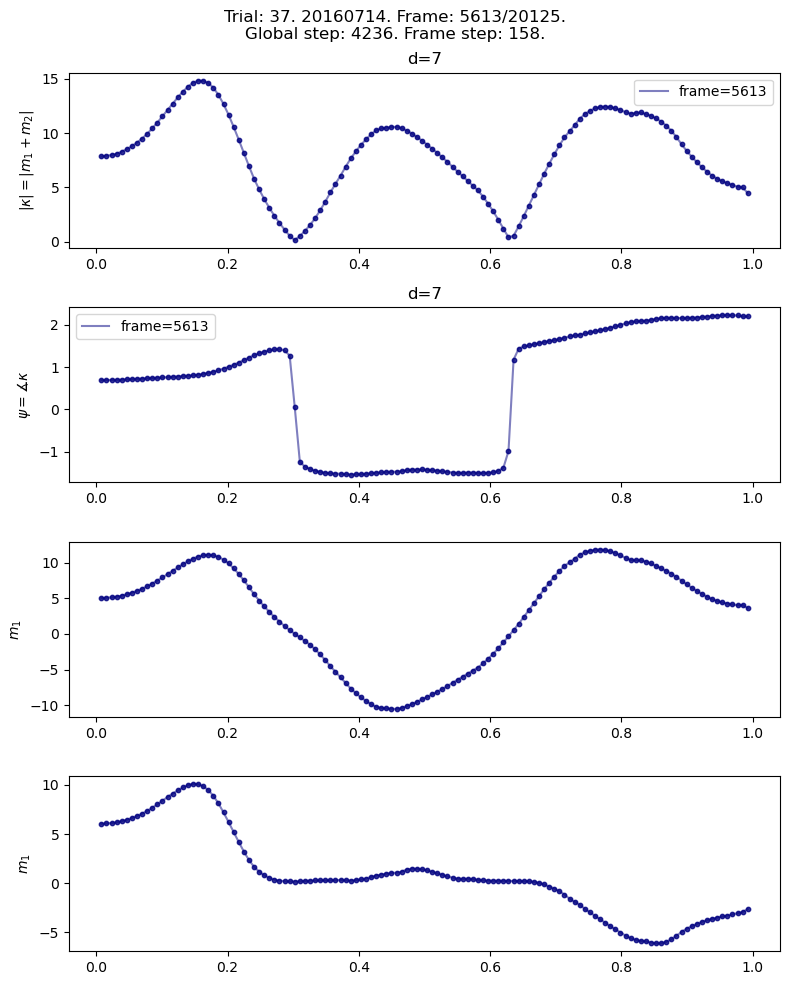 Trial: 37. 20160714. Frame: 5613/20125.
Global step: 4236. Frame step: 158.
d=7
|κ| = |m₁ + m₂|
15
10
5
0
frame=5613
0.0 0.2 0.4 0.6 0.8 1.0
d=7
ψ = ∡κ
2
1
0
−1
frame=5613
0.0 0.2 0.4 0.6 0.8 1.0
m₁
10
5
0
−5
−10
0.0 0.2 0.4 0.6 0.8 1.0
m₁
10
5
0
−5
0.0 0.2 0.4 0.6 0.8 1.0